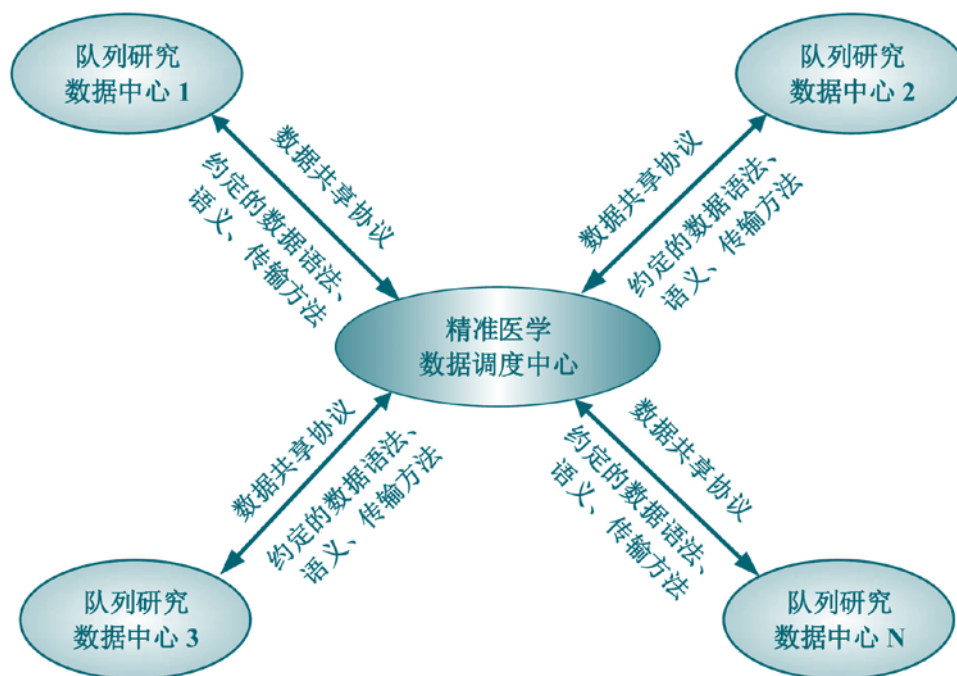 队列研究
数据中心 1
队列研究
数据中心 2
数据共享协议
约定的数据语法、
语义、传输方法
数据共享协议
约定的数据语法、
语义、传输方法
精准医学
数据调度中心
数据共享协议
约定的数据语法、
语义、传输方法
数据共享协议
约定的数据语法、
语义、传输方法
队列研究
数据中心 3
队列研究
数据中心 N